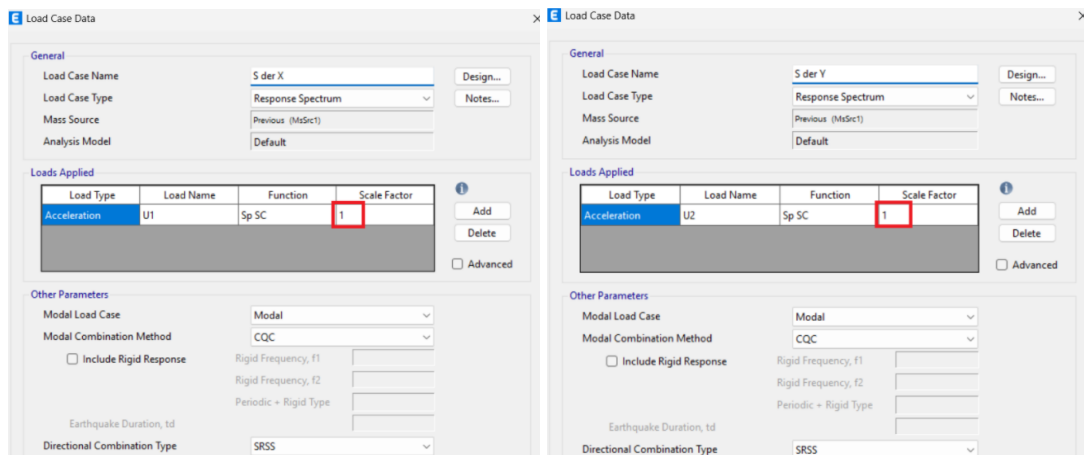 Load Case Data
General
Load Case Name S der X Design...
Load Case Type Response Spectrum Notes...
Mass Source Previous (MsSrc1)
Analysis Model Default
Loads Applied
Load Type Load Name Function Scale Factor
Acceleration U1 Sp SC 1
Add
Delete
Advanced
Other Parameters
Modal Load Case Modal
Modal Combination Method CQC
Include Rigid Response Rigid Frequency, f1
Rigid Frequency, f2
Periodic + Rigid Type
Earthquake Duration, td
Directional Combination Type SRSS
Load Case Data
General
Load Case Name S der Y Design...
Load Case Type Response Spectrum Notes...
Mass Source Previous (MsSrc1)
Analysis Model Default
Loads Applied
Load Type Load Name Function Scale Factor
Acceleration U2 Sp SC 1
Add
Delete
Advanced
Other Parameters
Modal Load Case Modal
Modal Combination Method CQC
Include Rigid Response Rigid Frequency, f1
Rigid Frequency, f2
Periodic + Rigid Type
Earthquake Duration, td
Directional Combination Type SRSS